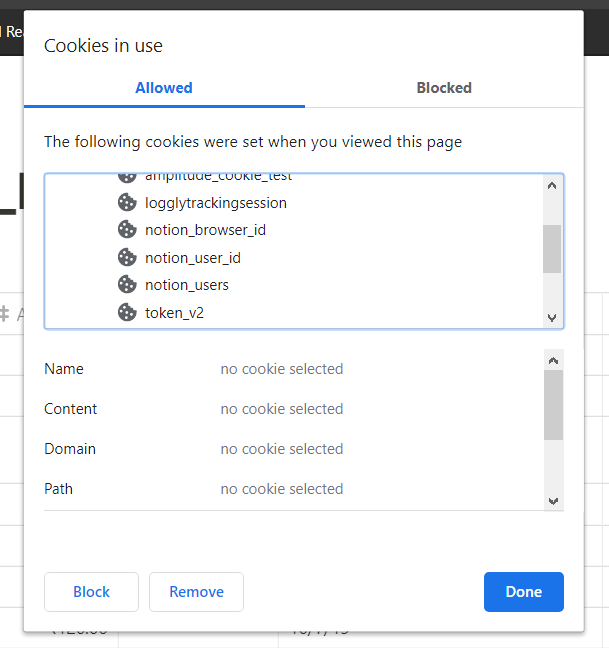 Cookies in use
Allowed
Blocked
The following cookies were set when you viewed this page
amplitude_cookie_test
logglytrackingsession
notion_browser_id
notion_user_id
notion_users
token_v2
Name no cookie selected
Content no cookie selected
Domain no cookie selected
Path no cookie selected
Block
Remove
Done